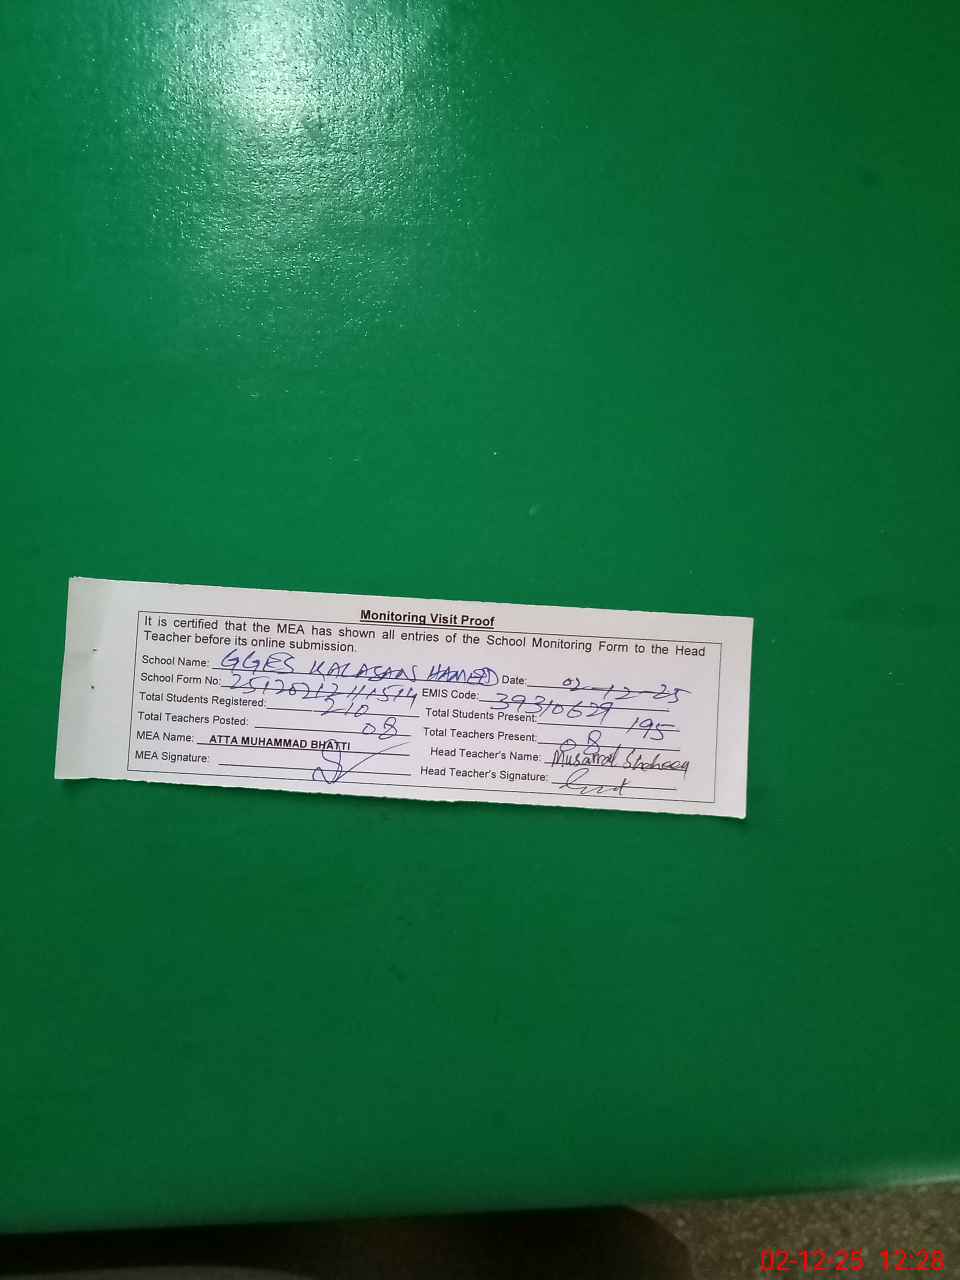 Monitoring Visit Proof
It is certified that the MEA has shown all entries of the School Monitoring Form to the Head
Teacher before its online submission.
School Name: GGES KALASAN HAMEED Date: 02-12-25
School Form No: EMIS Code: 39310629
Total Students Registered: 210 Total Students Present: 195
Total Teachers Posted: 08 Total Teachers Present: 08
MEA Name: ATTA MUHAMMAD BHATTI Head Teacher's Name: Musarrat Shaheen
MEA Signature: Head Teacher's Signature:
02-12-25 12:28